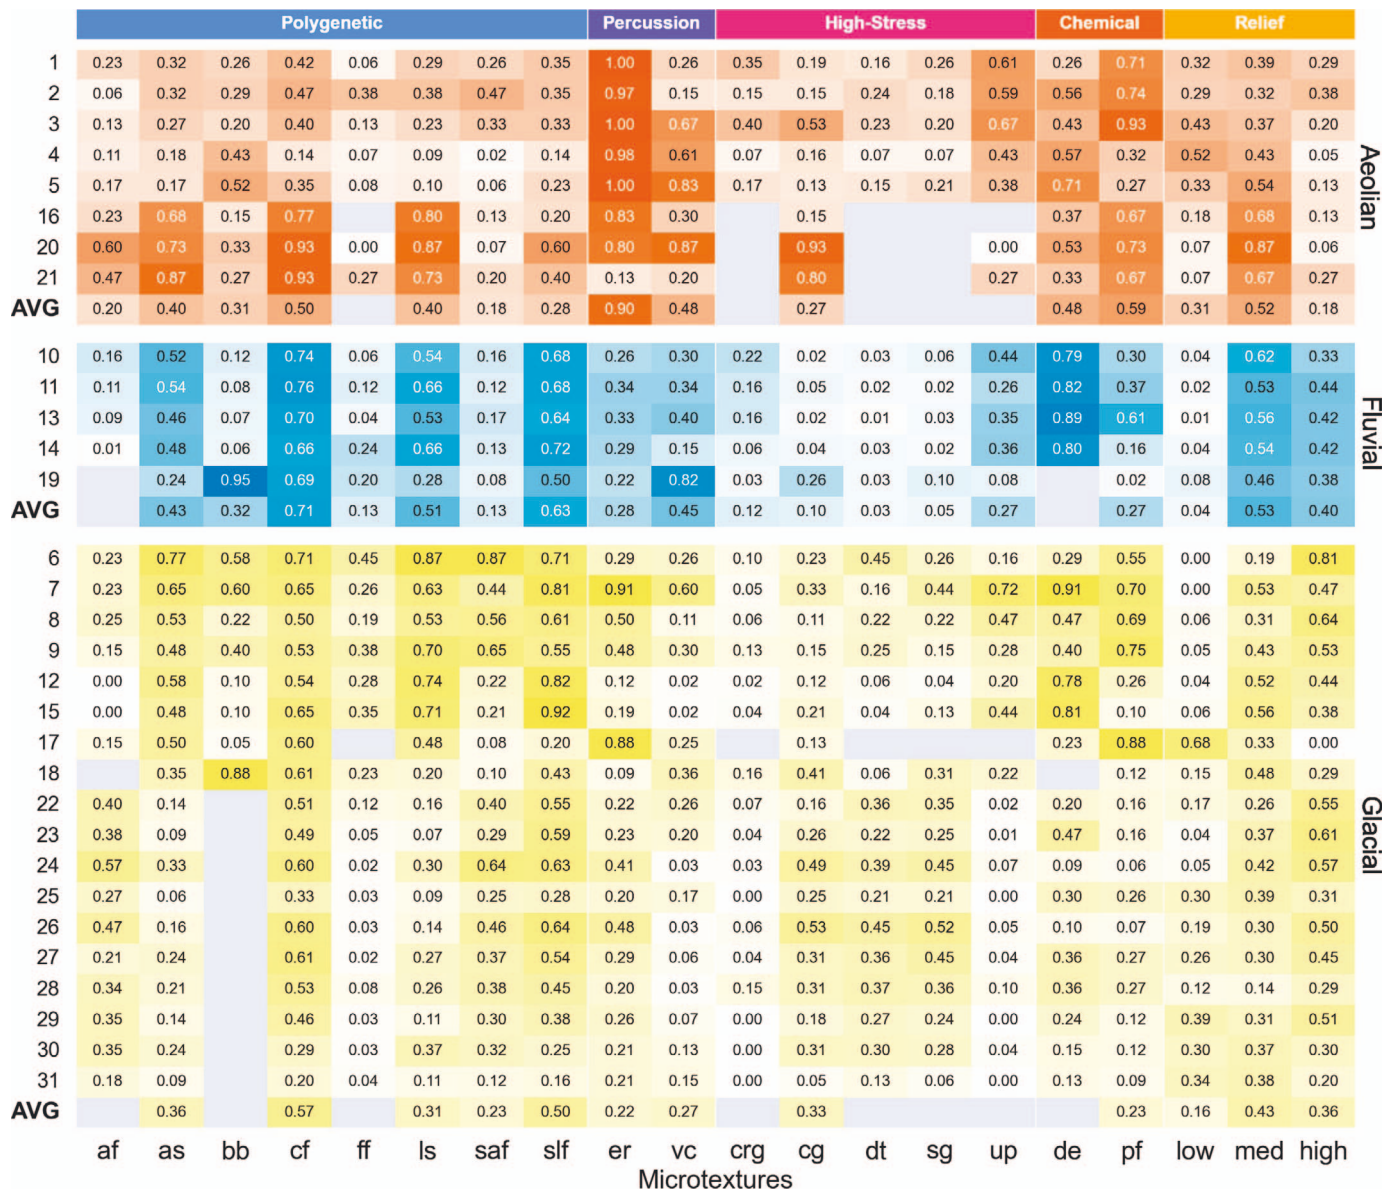 Polygenetic Percussion High-Stress Chemical Relief
1 0.23 0.32 0.26 0.42 0.06 0.29 0.26 0.35 1.00 0.26 0.35 0.19 0.16 0.26 0.61 0.26 0.71 0.32 0.39 0.29
2 0.06 0.32 0.29 0.47 0.38 0.38 0.47 0.35 0.97 0.15 0.15 0.15 0.24 0.18 0.59 0.56 0.74 0.29 0.32 0.38
3 0.13 0.27 0.20 0.40 0.13 0.23 0.33 0.33 1.00 0.67 0.40 0.53 0.23 0.20 0.67 0.43 0.93 0.43 0.37 0.20
4 0.11 0.18 0.43 0.14 0.07 0.09 0.02 0.14 0.98 0.61 0.07 0.16 0.07 0.07 0.43 0.57 0.32 0.52 0.43 0.05
5 0.17 0.17 0.52 0.35 0.08 0.10 0.06 0.23 1.00 0.83 0.17 0.13 0.15 0.21 0.38 0.71 0.27 0.33 0.54 0.13
16 0.23 0.68 0.15 0.77 0.80 0.13 0.20 0.83 0.30 0.15 0.37 0.67 0.18 0.68 0.13
20 0.60 0.73 0.33 0.93 0.00 0.87 0.07 0.60 0.80 0.87 0.93 0.00 0.53 0.73 0.07 0.87 0.06
21 0.47 0.87 0.27 0.93 0.27 0.73 0.20 0.40 0.13 0.20 0.80 0.27 0.33 0.67 0.07 0.67 0.27
AVG 0.20 0.40 0.31 0.50 0.40 0.18 0.28 0.90 0.48 0.27 0.48 0.59 0.31 0.52 0.18
Aeolian
10 0.16 0.52 0.12 0.74 0.06 0.54 0.16 0.68 0.26 0.30 0.22 0.02 0.03 0.06 0.44 0.79 0.30 0.04 0.62 0.33
11 0.11 0.54 0.08 0.76 0.12 0.66 0.12 0.68 0.34 0.34 0.16 0.05 0.02 0.02 0.26 0.82 0.37 0.02 0.53 0.44
13 0.09 0.46 0.07 0.70 0.04 0.53 0.17 0.64 0.33 0.40 0.16 0.02 0.01 0.03 0.35 0.89 0.61 0.01 0.56 0.42
14 0.01 0.48 0.06 0.66 0.24 0.66 0.13 0.72 0.29 0.15 0.06 0.04 0.03 0.02 0.36 0.80 0.16 0.04 0.54 0.42
19 0.24 0.95 0.69 0.20 0.28 0.08 0.50 0.22 0.82 0.03 0.26 0.03 0.10 0.08 0.02 0.08 0.46 0.38
AVG 0.43 0.32 0.71 0.13 0.51 0.13 0.63 0.28 0.45 0.12 0.10 0.03 0.05 0.27 0.27 0.04 0.53 0.40
Fluvial
6 0.23 0.77 0.58 0.71 0.45 0.87 0.87 0.71 0.29 0.26 0.10 0.23 0.45 0.26 0.16 0.29 0.55 0.00 0.19 0.81
7 0.23 0.65 0.60 0.65 0.26 0.63 0.44 0.81 0.91 0.60 0.05 0.33 0.16 0.44 0.72 0.91 0.70 0.00 0.53 0.47
8 0.25 0.53 0.22 0.50 0.19 0.53 0.56 0.61 0.50 0.11 0.06 0.11 0.22 0.22 0.47 0.47 0.69 0.06 0.31 0.64
9 0.15 0.48 0.40 0.53 0.38 0.70 0.65 0.55 0.48 0.30 0.13 0.15 0.25 0.15 0.28 0.40 0.75 0.05 0.43 0.53
12 0.00 0.58 0.10 0.54 0.28 0.74 0.22 0.82 0.12 0.02 0.02 0.12 0.06 0.04 0.20 0.78 0.26 0.04 0.52 0.44
15 0.00 0.48 0.10 0.65 0.35 0.71 0.21 0.92 0.19 0.02 0.04 0.21 0.04 0.13 0.44 0.81 0.10 0.06 0.56 0.38
17 0.15 0.50 0.05 0.60 0.48 0.08 0.20 0.88 0.25 0.13 0.23 0.88 0.68 0.33 0.00
18 0.35 0.88 0.61 0.23 0.20 0.10 0.43 0.09 0.36 0.16 0.41 0.06 0.31 0.22 0.12 0.15 0.48 0.29
22 0.40 0.14 0.51 0.12 0.16 0.40 0.55 0.22 0.26 0.07 0.16 0.36 0.35 0.02 0.20 0.16 0.17 0.26 0.55
23 0.38 0.09 0.49 0.05 0.07 0.29 0.59 0.23 0.20 0.04 0.26 0.22 0.25 0.01 0.47 0.16 0.04 0.37 0.61
24 0.57 0.33 0.60 0.02 0.30 0.64 0.63 0.41 0.03 0.03 0.49 0.39 0.45 0.07 0.09 0.06 0.05 0.42 0.57
25 0.27 0.06 0.33 0.03 0.09 0.25 0.28 0.20 0.17 0.00 0.25 0.21 0.21 0.00 0.30 0.26 0.30 0.39 0.31
26 0.47 0.16 0.60 0.03 0.14 0.46 0.64 0.48 0.03 0.06 0.53 0.45 0.52 0.05 0.10 0.07 0.19 0.30 0.50
27 0.21 0.24 0.61 0.02 0.27 0.37 0.54 0.29 0.06 0.04 0.31 0.36 0.45 0.04 0.36 0.27 0.26 0.30 0.45
28 0.34 0.21 0.53 0.08 0.26 0.38 0.45 0.20 0.03 0.15 0.31 0.37 0.36 0.10 0.36 0.27 0.12 0.14 0.29
29 0.35 0.14 0.46 0.03 0.11 0.30 0.38 0.26 0.07 0.00 0.18 0.27 0.24 0.00 0.24 0.12 0.39 0.31 0.51
30 0.35 0.24 0.29 0.03 0.37 0.32 0.25 0.21 0.13 0.00 0.31 0.30 0.28 0.04 0.15 0.12 0.30 0.37 0.30
31 0.18 0.09 0.20 0.04 0.11 0.12 0.16 0.21 0.15 0.00 0.05 0.13 0.06 0.00 0.13 0.09 0.34 0.38 0.20
AVG 0.36 0.57 0.31 0.23 0.50 0.22 0.27 0.33 0.23 0.16 0.43 0.36
Glacial
af as bb cf ff ls saf slf er vc crg cg dt sg up de pf low med high
Microtextures